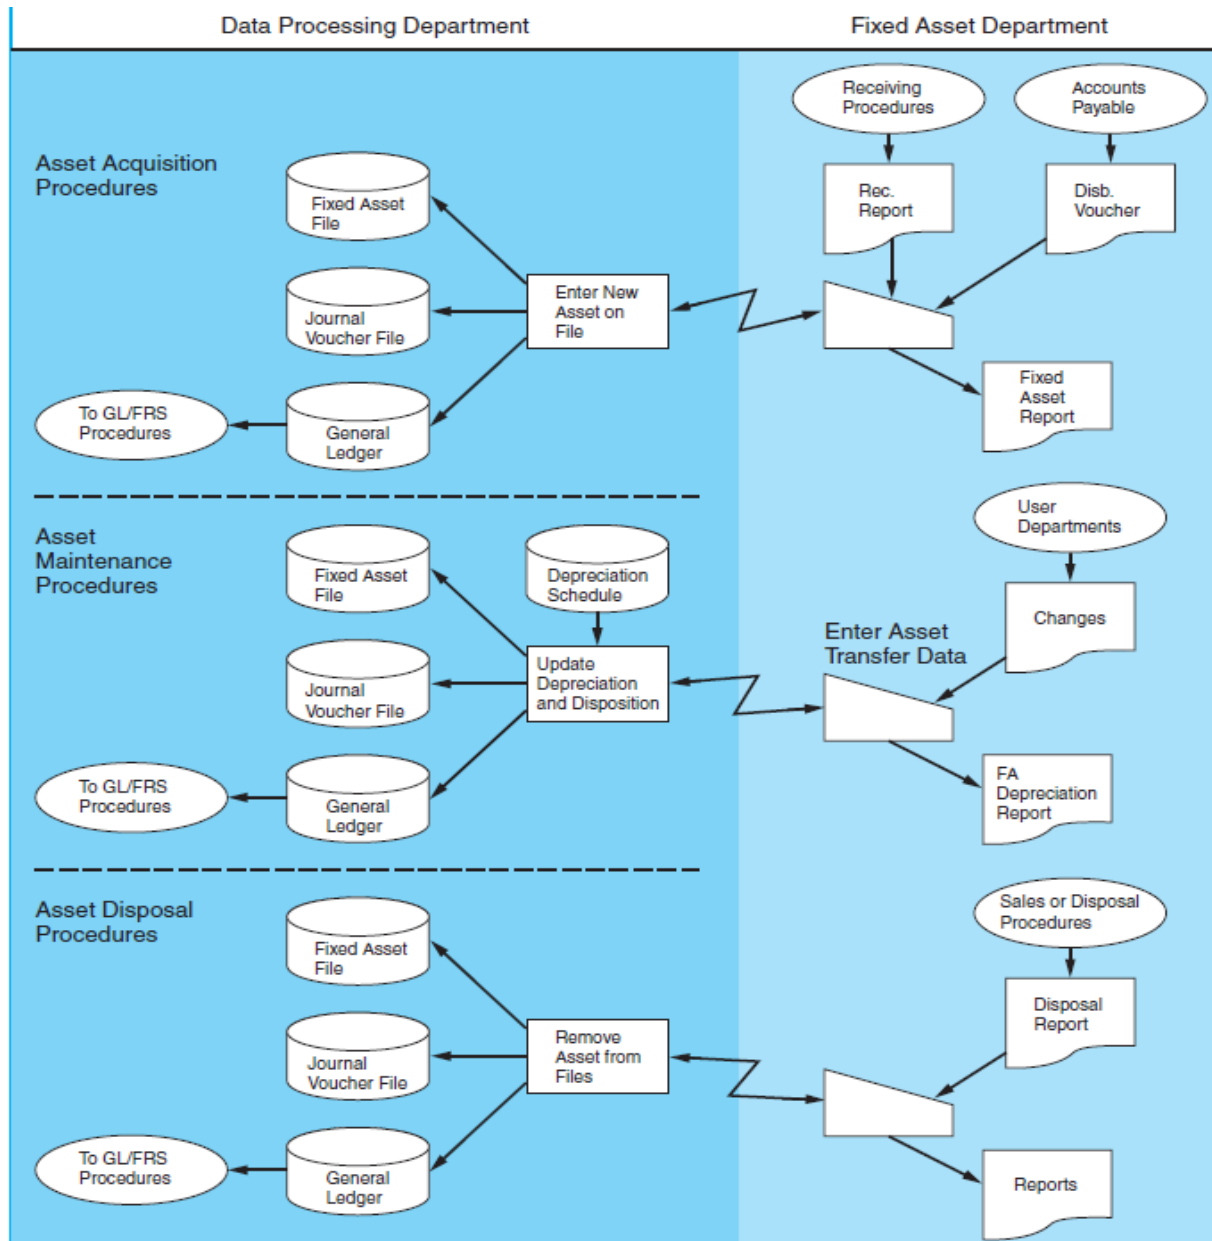 Data Processing Department
Fixed Asset Department
Receiving
Procedures
Accounts
Payable
Asset Acquisition
Procedures
Fixed Asset
File
Rec.
Report
Disb.
Voucher
Journal
Voucher File
Enter New
Asset on
File
To GL/FRS
Procedures
General
Ledger
Fixed
Asset
Report
Asset
Maintenance
Procedures
Fixed Asset
File
Depreciation
Schedule
User
Departments
Changes
Enter Asset
Transfer Data
Journal
Voucher File
Update
Depreciation
and Disposition
To GL/FRS
Procedures
General
Ledger
FA
Depreciation
Report
Asset Disposal
Procedures
Fixed Asset
File
Sales or Disposal
Procedures
Disposal
Report
Journal
Voucher File
Remove
Asset from
Files
To GL/FRS
Procedures
General
Ledger
Reports